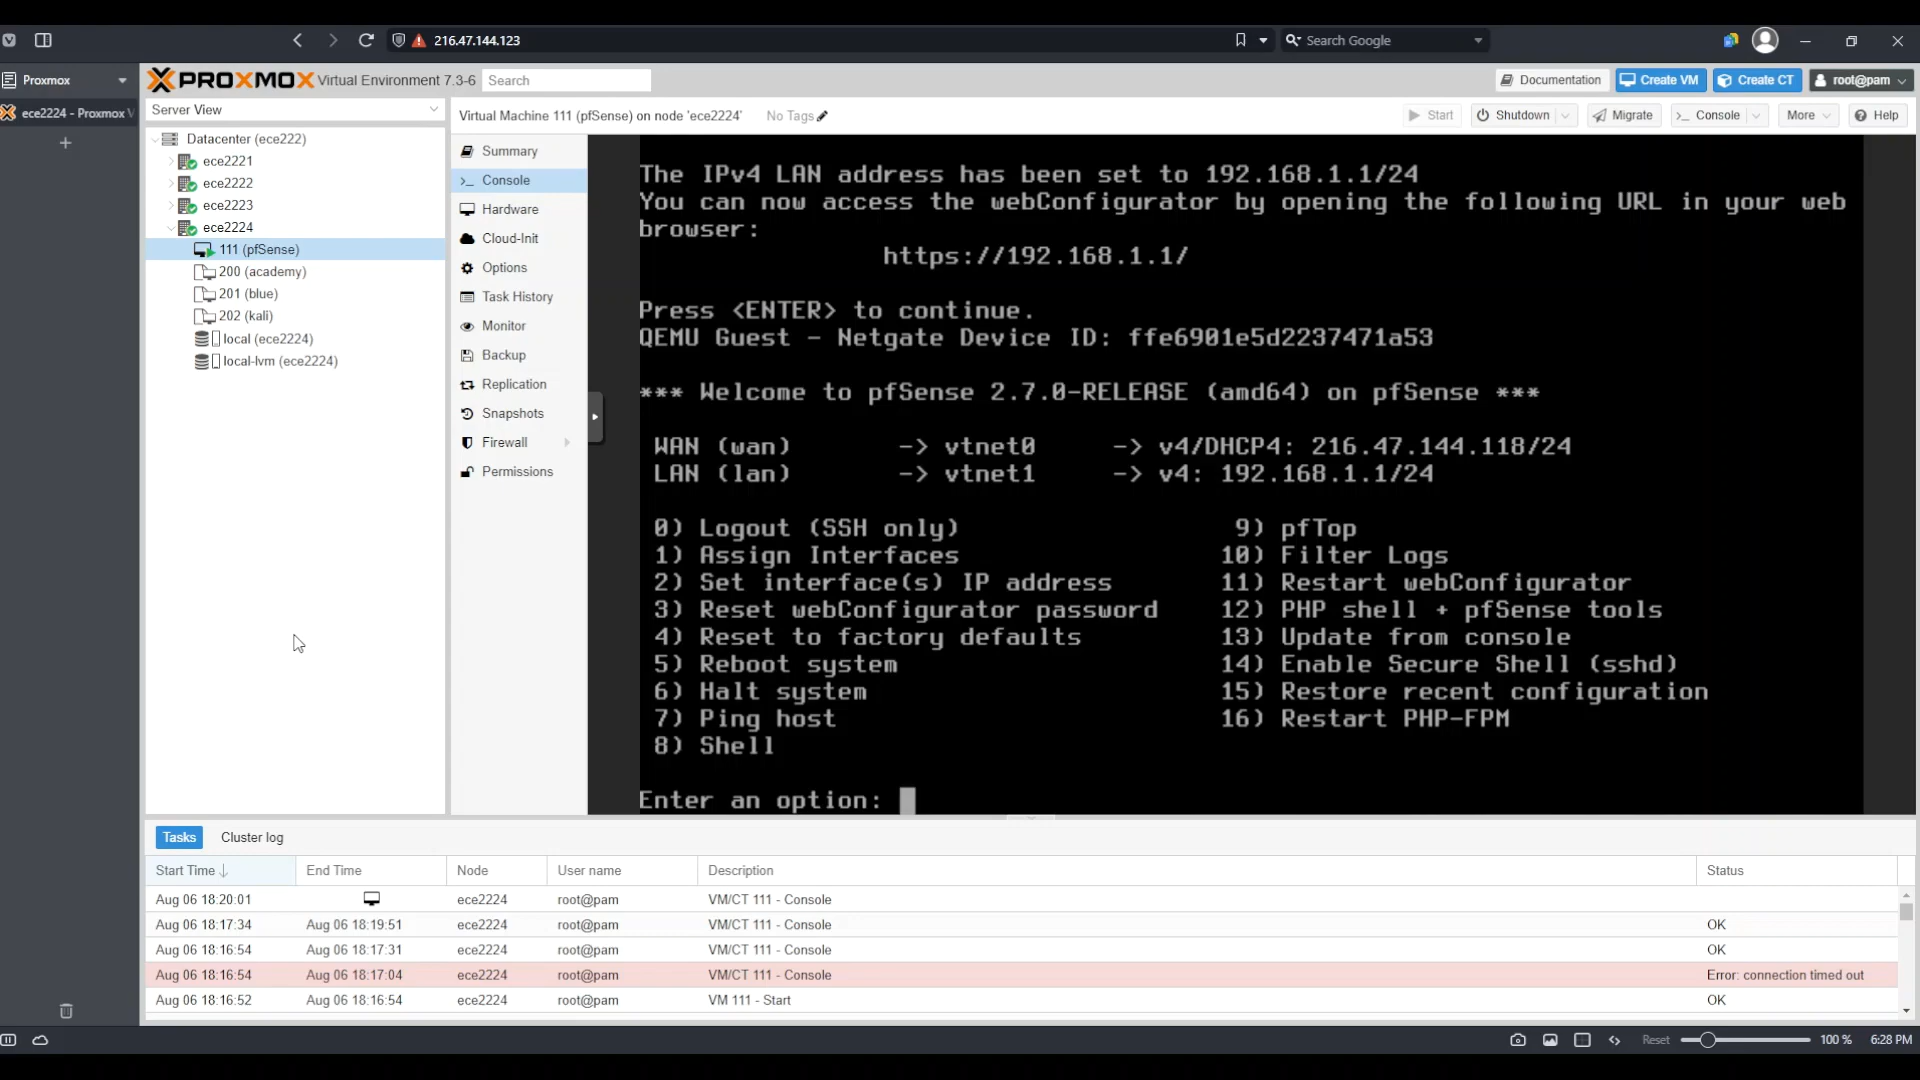 216.47.144.123
Search Google
Proxmox
PROXMOX Virtual Environment 7.3-6
Search
Documentation
Create VM
Create CT
root@pam
ece2224 - Proxmox V
Server View
Virtual Machine 111 (pfSense) on node 'ece2224'
No Tags
Start
Shutdown
Migrate
Console
More
Help
Datacenter (ece222)
ece2221
ece2222
ece2223
ece2224
111 (pfSense)
200 (academy)
201 (blue)
202 (kali)
local (ece2224)
local-lvm (ece2224)
Summary
Console
Hardware
Cloud-Init
Options
Task History
Monitor
Backup
Replication
Snapshots
Firewall
Permissions
The IPv4 LAN address has been set to 192.168.1.1/24
You can now access the webConfigurator by opening the following URL in your web
browser:
https://192.168.1.1/
Press <ENTER> to continue.
QEMU Guest - Netgate Device ID: ffe6901e5d2237471a53
*** Welcome to pfSense 2.7.0-RELEASE (amd64) on pfSense ***
WAN (wan) -> vtnet0 -> v4/DHCP4: 216.47.144.118/24
LAN (lan) -> vtnet1 -> v4: 192.168.1.1/24
0) Logout (SSH only) 9) pfTop
1) Assign Interfaces 10) Filter Logs
2) Set interface(s) IP address 11) Restart webConfigurator
3) Reset webConfigurator password 12) PHP shell + pfSense tools
4) Reset to factory defaults 13) Update from console
5) Reboot system 14) Enable Secure Shell (sshd)
6) Halt system 15) Restore recent configuration
7) Ping host 16) Restart PHP-FPM
8) Shell
Enter an option:
Tasks Cluster log
Start Time End Time Node User name Description Status
Aug 06 18:20:01 ece2224 root@pam VM/CT 111 - Console
Aug 06 18:17:34 Aug 06 18:19:51 ece2224 root@pam VM/CT 111 - Console OK
Aug 06 18:16:54 Aug 06 18:17:31 ece2224 root@pam VM/CT 111 - Console OK
Aug 06 18:16:54 Aug 06 18:17:04 ece2224 root@pam VM/CT 111 - Console Error: connection timed out
Aug 06 18:16:52 Aug 06 18:16:54 ece2224 root@pam VM 111 - Start OK
Reset 100 % 6:28 PM